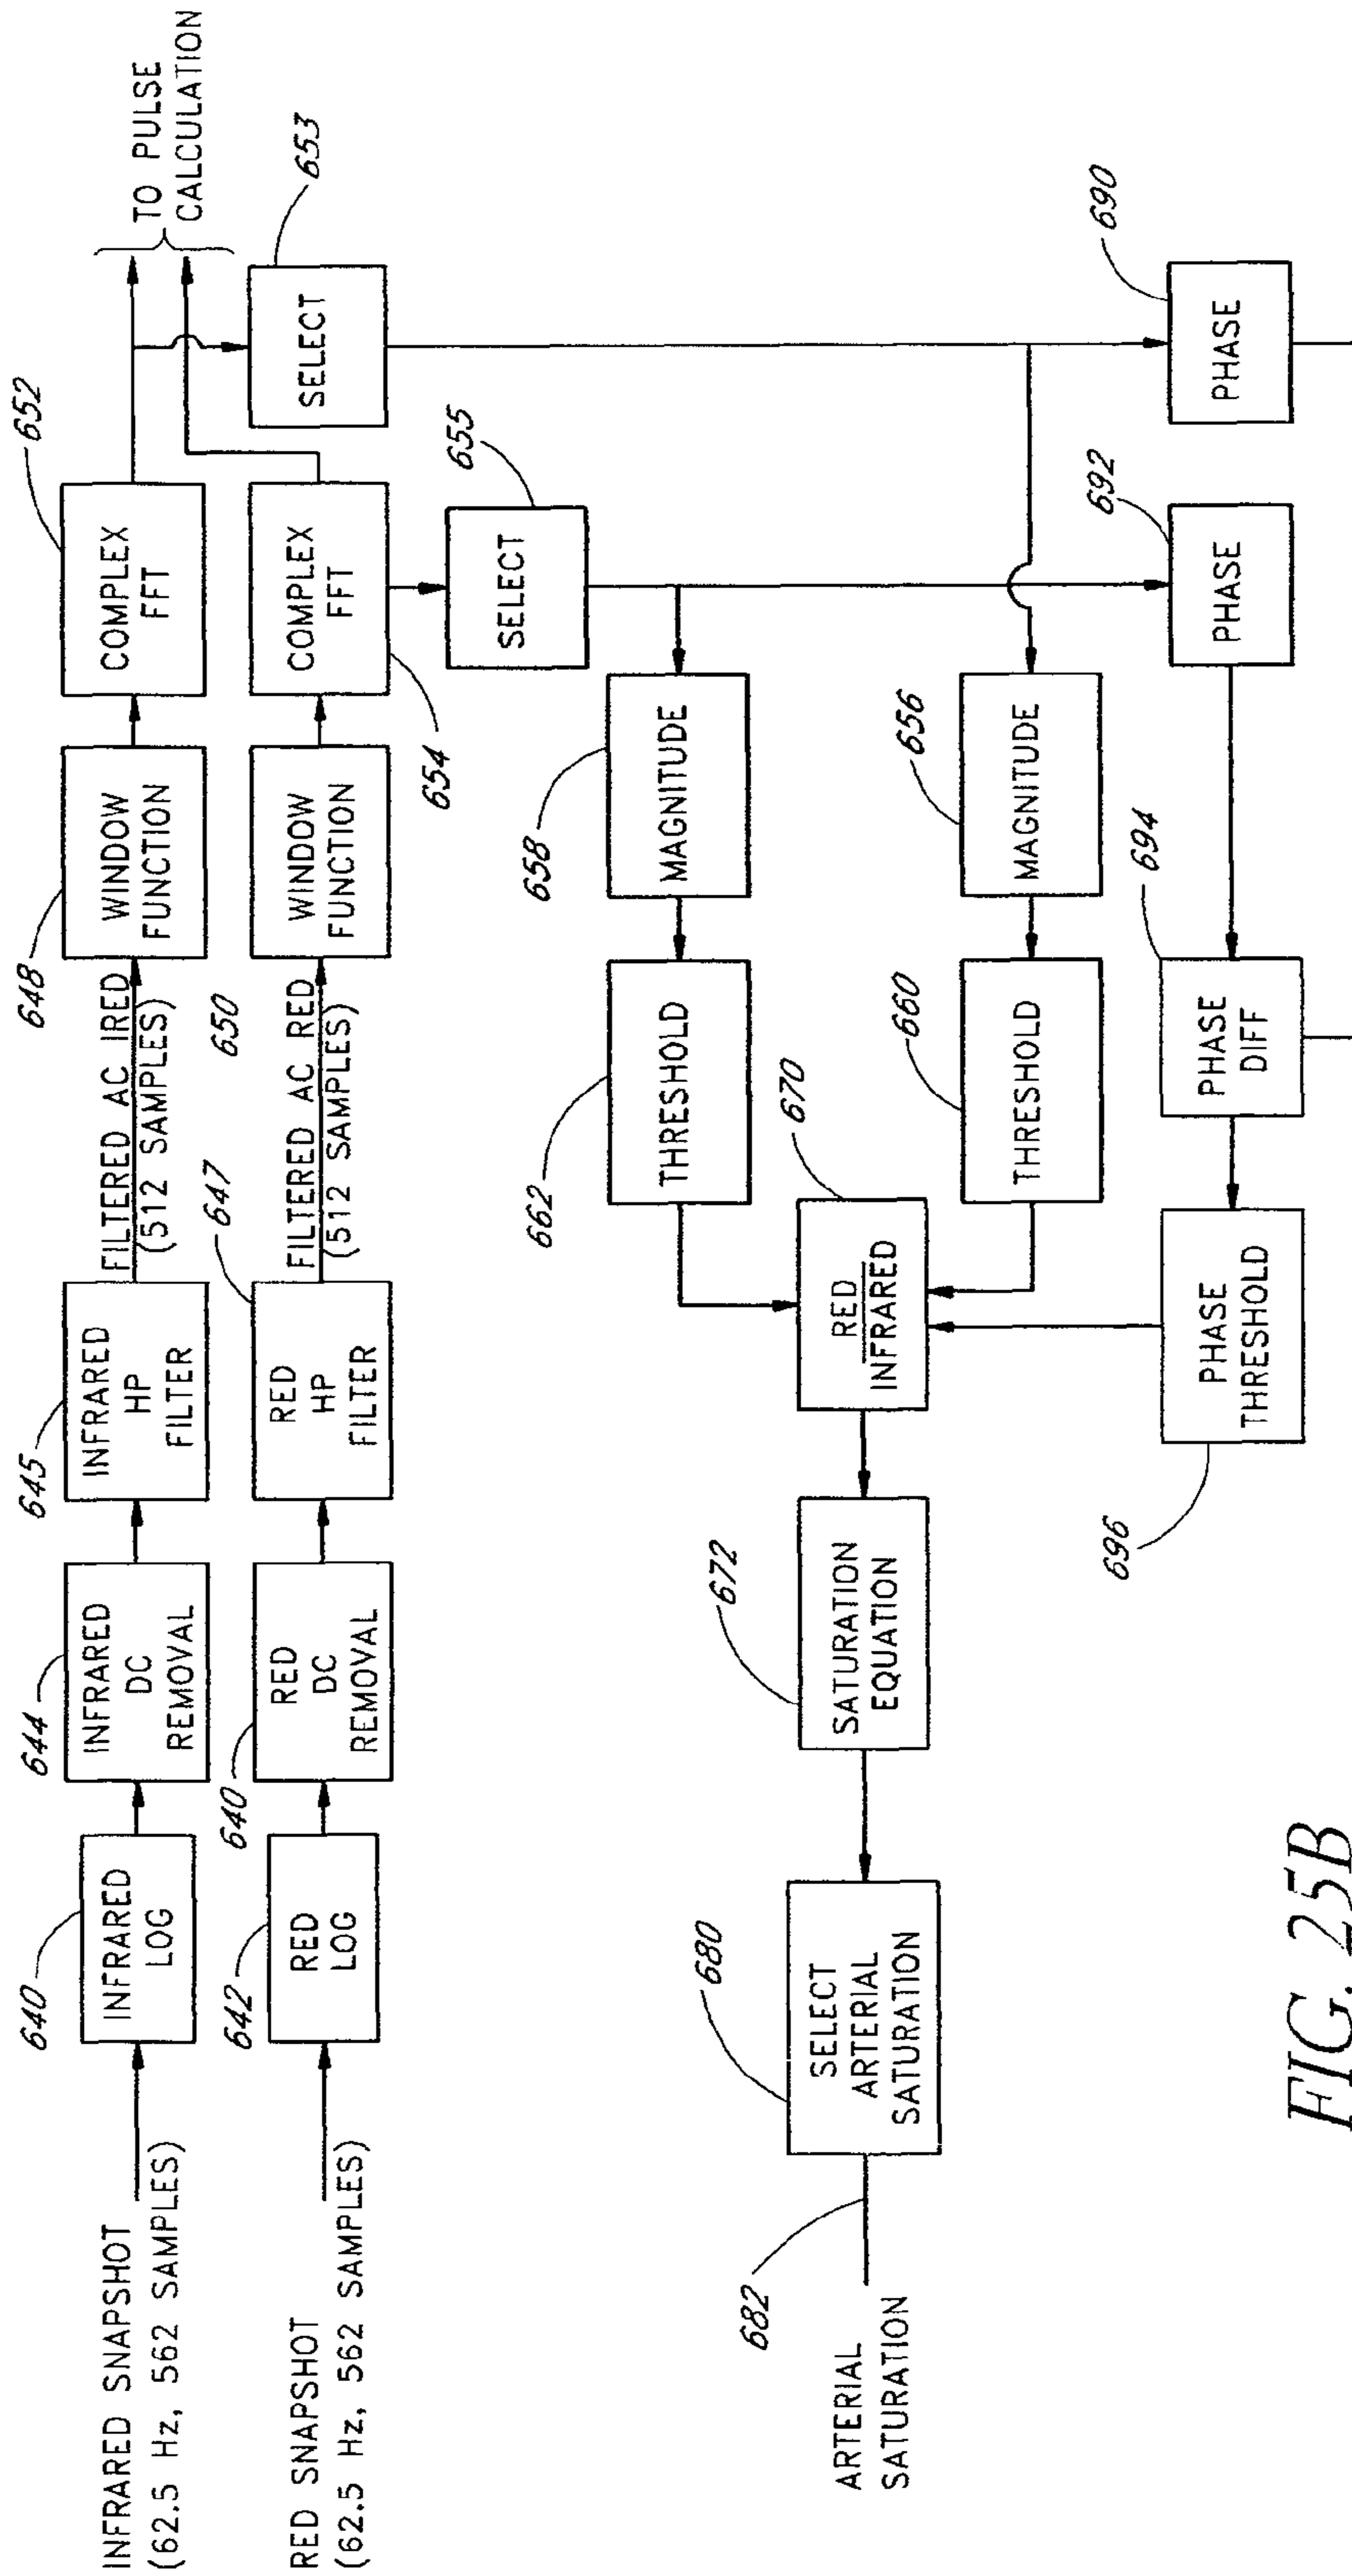 INFRARED SNAPSHOT
(62.5 Hz, 562 SAMPLES)
640
INFRARED
LOG
644
INFRARED
DC
REMOVAL
645
INFRARED
HP
FILTER
FILTERED AC IRED
(512 SAMPLES)
648
WINDOW
FUNCTION
652
COMPLEX
FFT
TO PULSE
CALCULATION
RED SNAPSHOT
(62.5 Hz, 562 SAMPLES)
642
RED
LOG
640
RED
DC
REMOVAL
647
RED
HP
FILTER
FILTERED AC RED
(512 SAMPLES)
650
WINDOW
FUNCTION
654
COMPLEX
FFT
653
SELECT
655
SELECT
658
MAGNITUDE
662
THRESHOLD
656
MAGNITUDE
660
THRESHOLD
670
RED
INFRARED
672
SATURATION
EQUATION
680
SELECT
ARTERIAL
SATURATION
682
ARTERIAL
SATURATION
690
PHASE
692
PHASE
694
PHASE
DIFF
696
PHASE
THRESHOLD
FIG. 25B